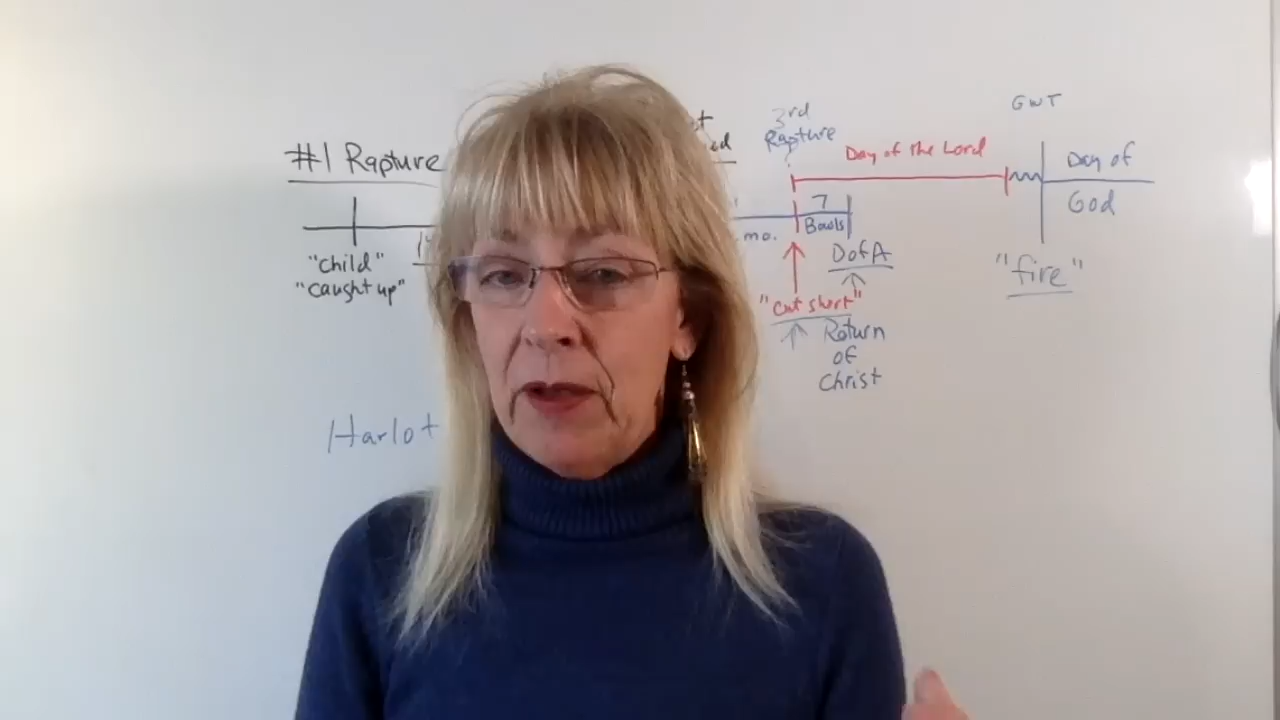 GWT
3rd
Rapture
#1 Rapture
Day of the Lord
Day of
God
7
Bowls
mo.
"child"
"caught up"
DofA
"fire"
"cut short"
Return
of
Christ
Harlot